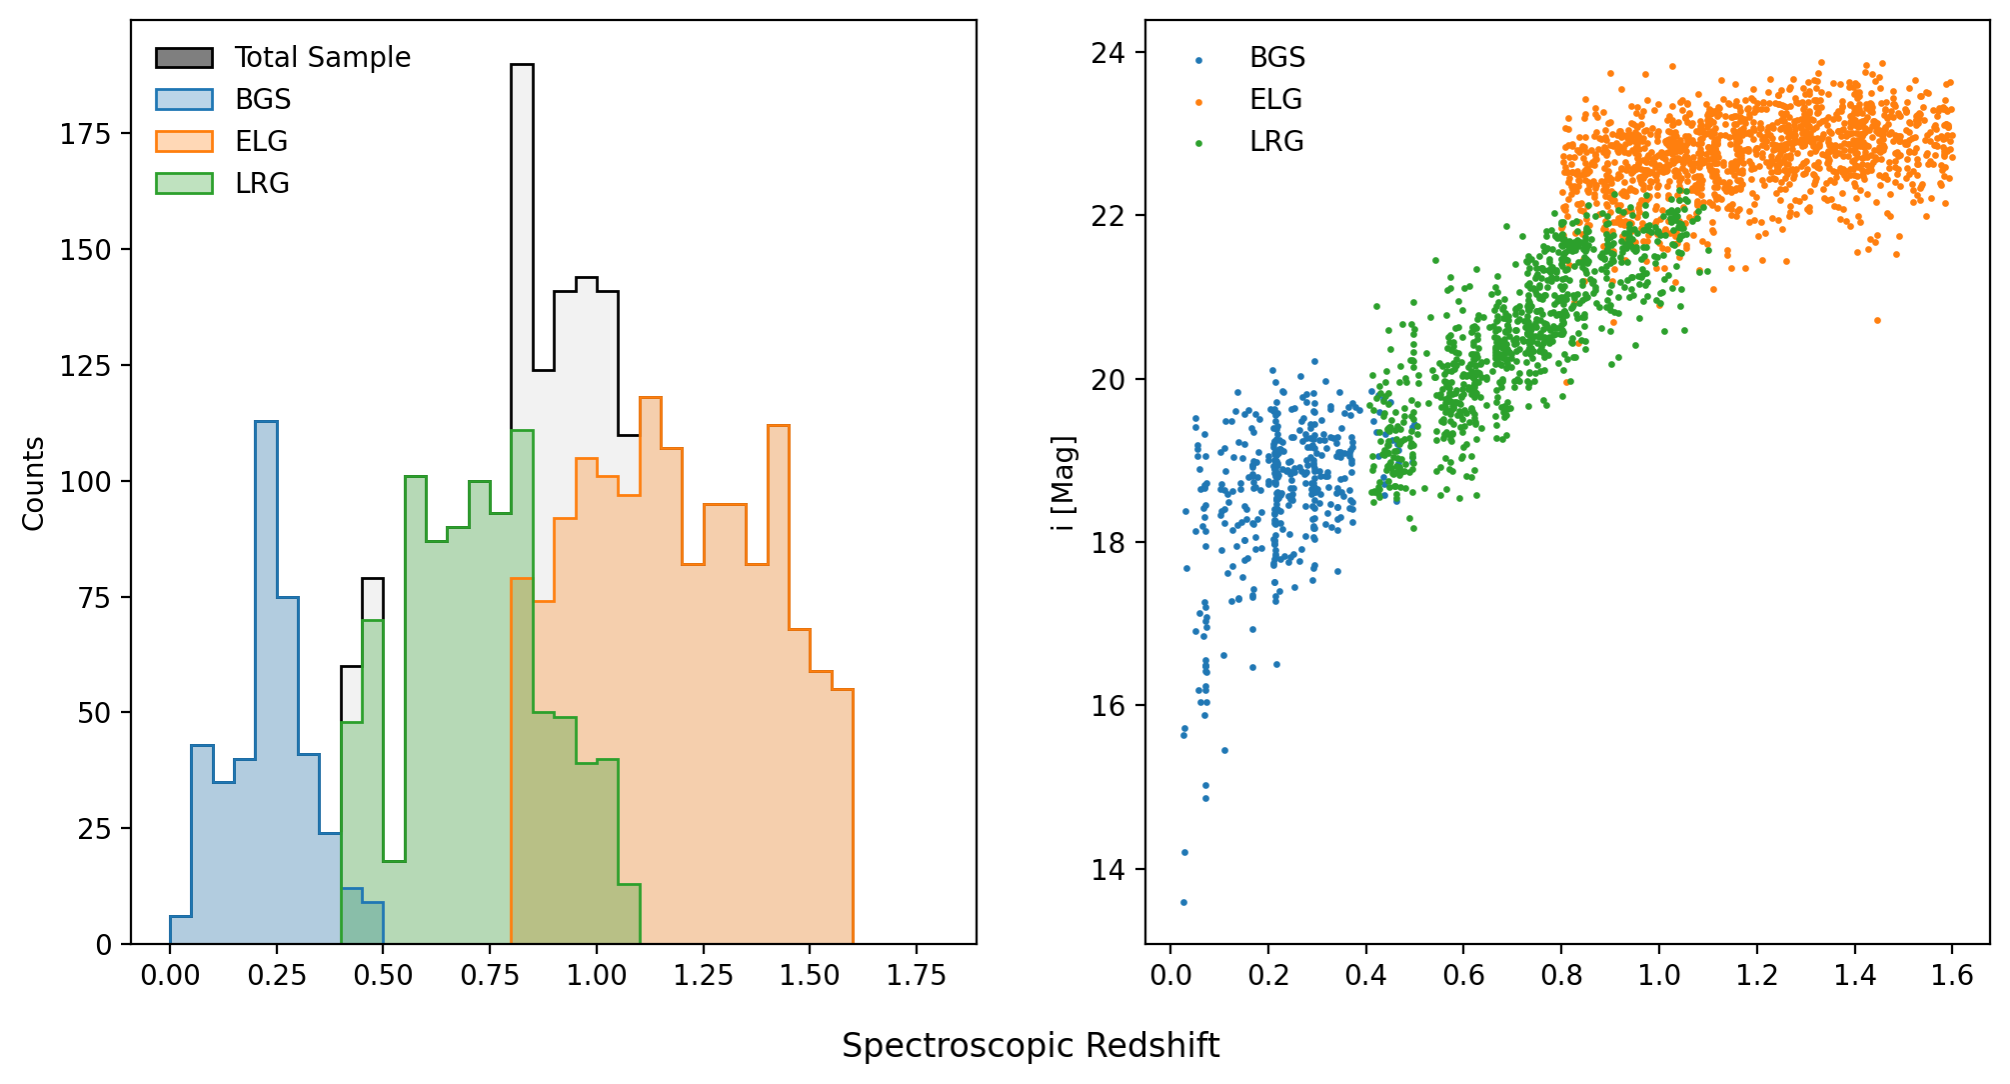 Total Sample
BGS
ELG
LRG
Counts
175
150
125
100
75
50
25
0
0.00 0.25 0.50 0.75 1.00 1.25 1.50 1.75
BGS
ELG
LRG
i [Mag]
24
22
20
18
16
14
0.0 0.2 0.4 0.6 0.8 1.0 1.2 1.4 1.6
Spectroscopic Redshift